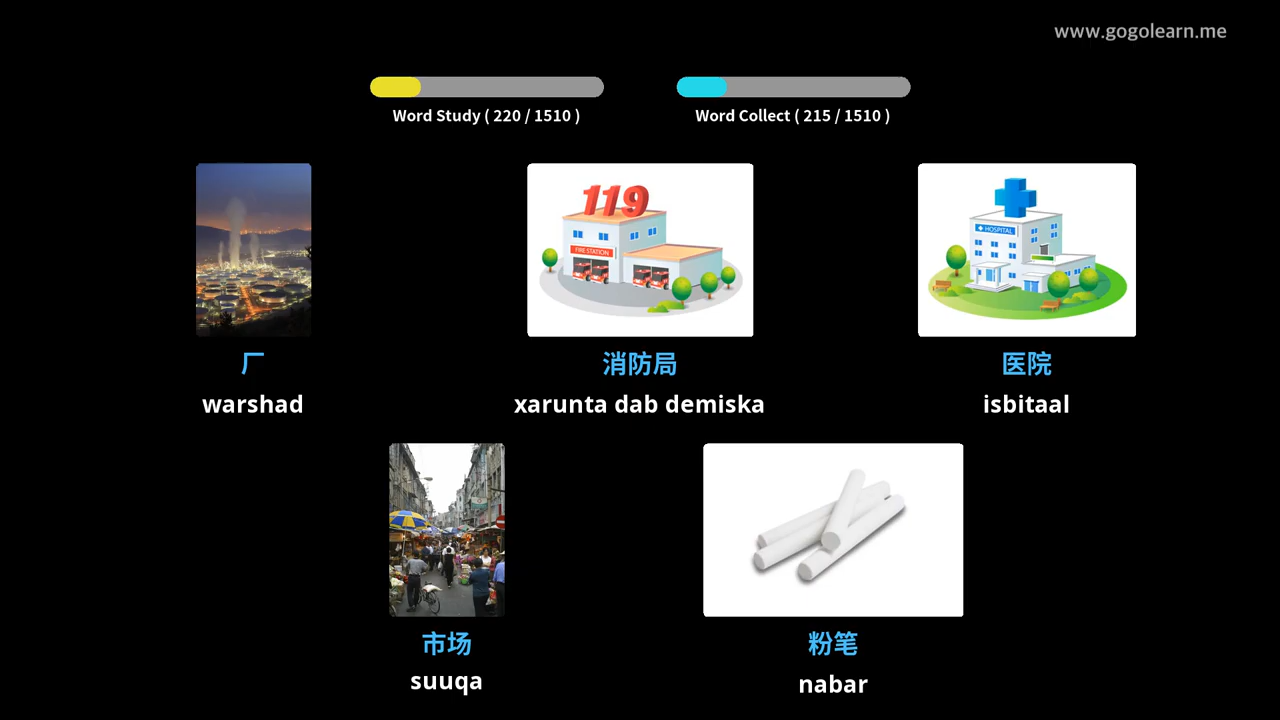 www.gogolearn.me
Word Study ( 220 / 1510 )
Word Collect ( 215 / 1510 )
119
FIRE STATION
HOSPITAL
厂
消防局
医院
warshad
xarunta dab demiska
isbitaal
市场
粉笔
suuqa
nabar